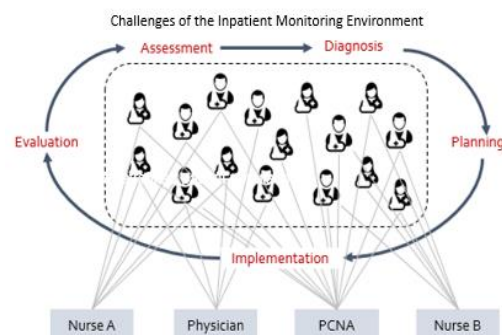 Challenges of the Inpatient Monitoring Environment
Assessment
Diagnosis
Evaluation
Planning
Implementation
Nurse A
Physician
PCNA
Nurse B